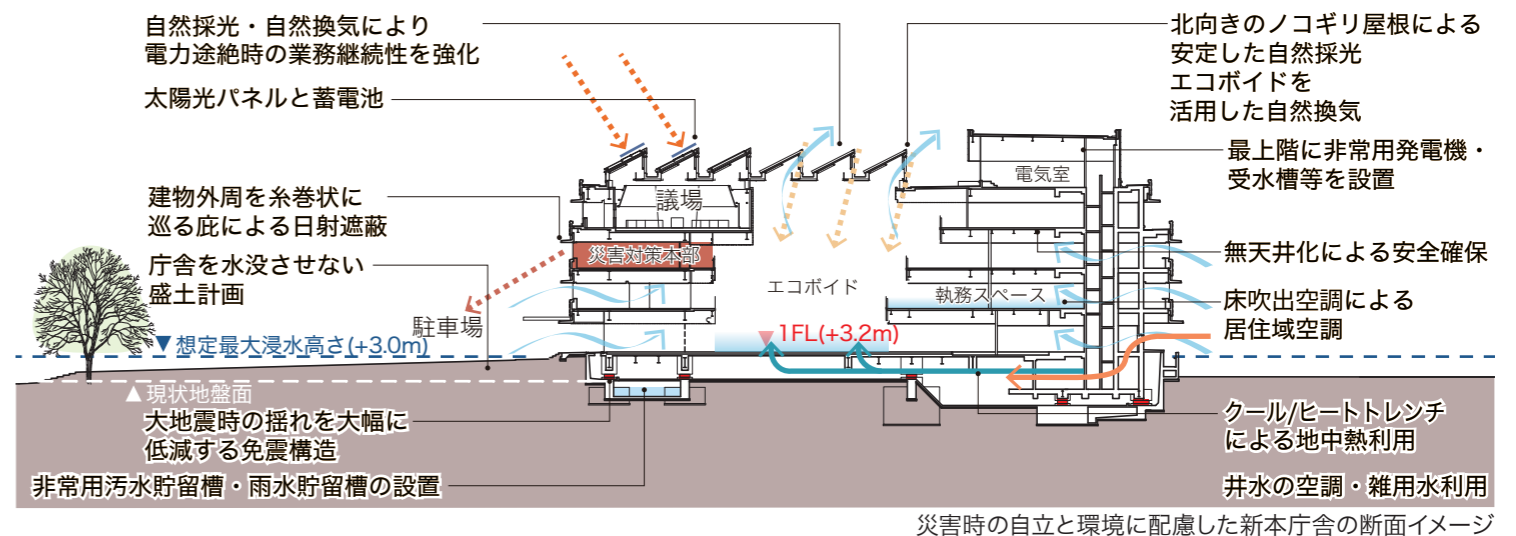 自然採光・自然換気により
電力途絶時の業務継続性を強化
太陽光パネルと蓄電池
北向きのノコギリ屋根による
安定した自然採光
エコボイドを
活用した自然換気
最上階に非常用発電機・
受水槽等を設置
電気室
議場
建物外周を糸巻状に
巡る庇による日射遮蔽
災害対策本部
無天井化による安全確保
庁舎を水没させない
盛土計画
エコボイド
執務スペース
床吹出空調による
居住域空調
駐車場
▼想定最大浸水高さ(+3.0m)
▼1FL(+3.2m)
▲現状地盤面
大地震時の揺れを大幅に
低減する免震構造
クール/ヒートトレンチ
による地中熱利用
非常用汚水貯留槽・雨水貯留槽の設置
井水の空調・雑用水利用
災害時の自立と環境に配慮した新本庁舎の断面イメージ